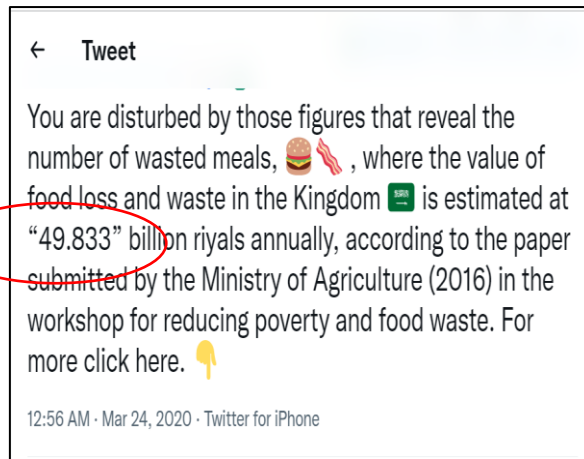 ← Tweet
You are disturbed by those figures that reveal the
number of wasted meals, 🍔🥓 , where the value of
food loss and waste in the Kingdom 🇸🇦 is estimated at
“49.833” billion riyals annually, according to the paper
submitted by the Ministry of Agriculture (2016) in the
workshop for reducing poverty and food waste. For
more click here. 👇
12:56 AM · Mar 24, 2020 · Twitter for iPhone